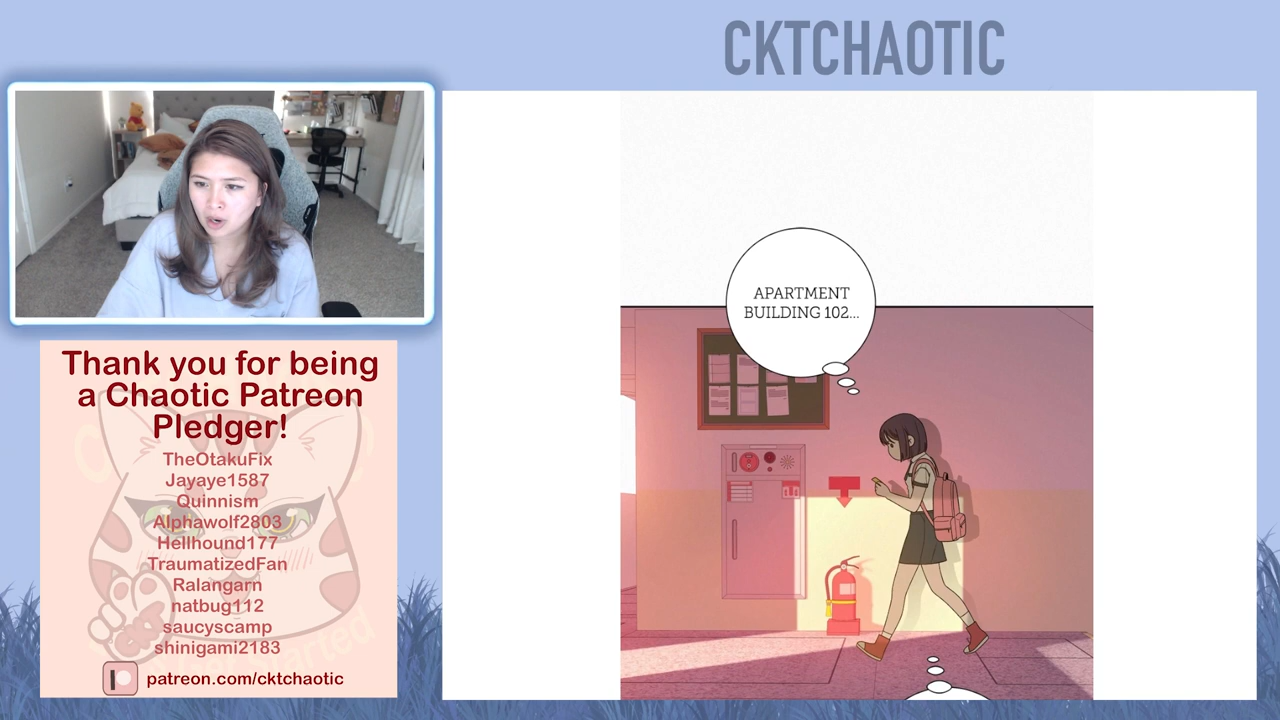 CKTCHAOTIC
APARTMENT
BUILDING 102...
Thank you for being
a Chaotic Patreon
Pledger!
TheOtakuFix
Jayaye1587
Quinnism
Alphawolf2803
Hellhound177
TraumatizedFan
Ralangarn
natbug112
saucyscamp
shinigami2183
patreon.com/cktchaotic